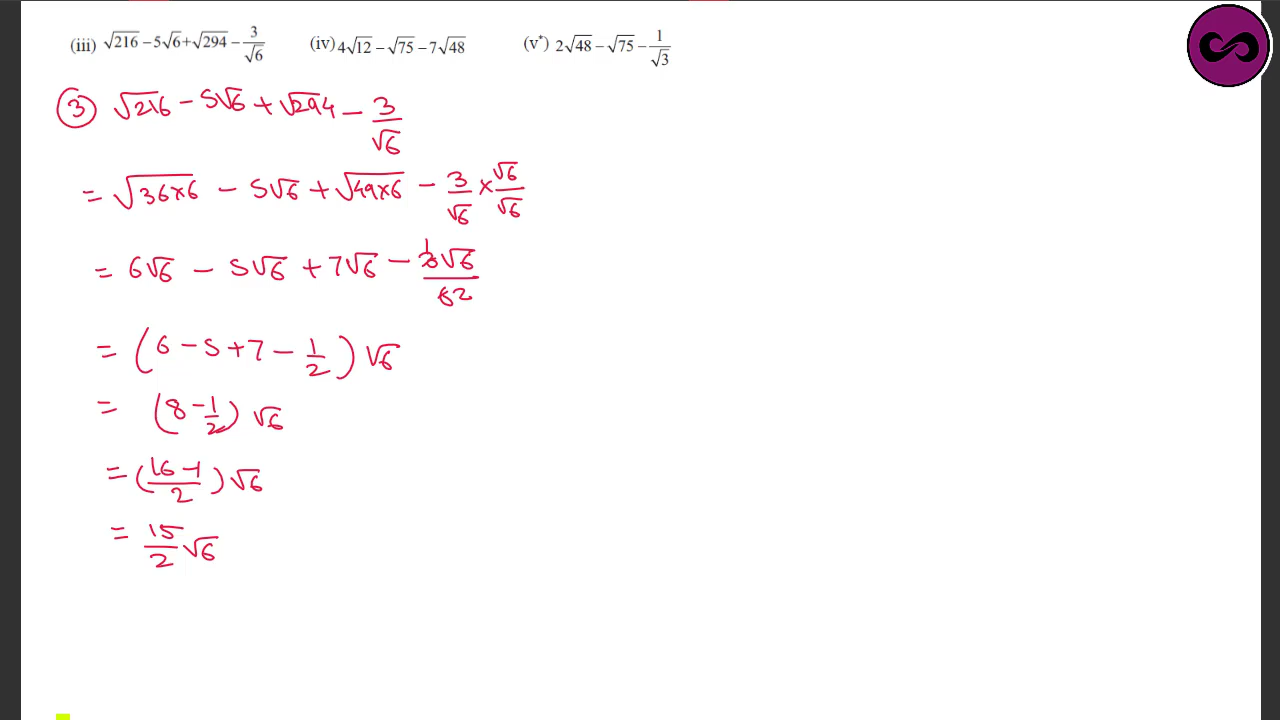 (iii) √216 − 5√6 + √294 − 3/√6 (iv) 4√12 − √75 − 7√48 (v*) 2√48 − √75 − 1/√3
③ √216 − 5√6 + √294 − 3/√6
= √(36×6) − 5√6 + √(49×6) − 3/√6 × √6/√6
= 6√6 − 5√6 + 7√6 − 3√6/6 1 2
= (6 − 5 + 7 − 1/2) √6
= (8 − 1/2) √6
= (16 − 1/2) √6
= 15/2 √6